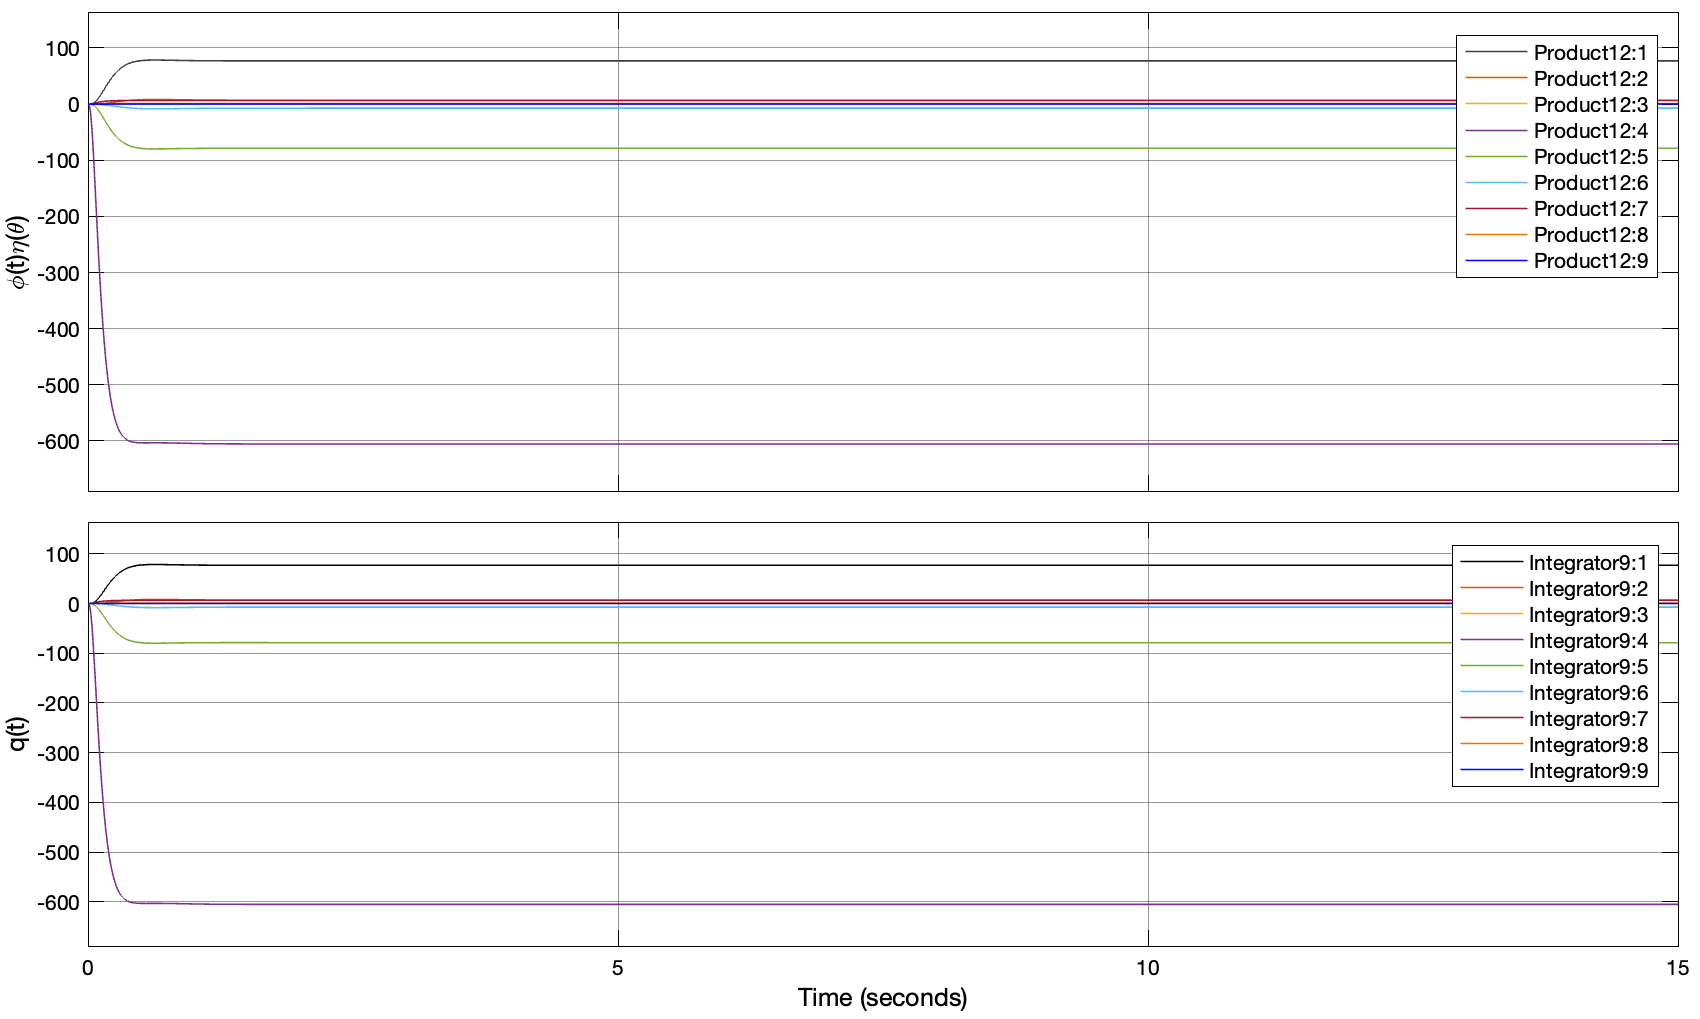 100
0
-100
-200
-300
-400
-500
-600
ϕ(t)η(θ)
Product12:1
Product12:2
Product12:3
Product12:4
Product12:5
Product12:6
Product12:7
Product12:8
Product12:9
100
0
-100
-200
-300
-400
-500
-600
q(t)
Integrator9:1
Integrator9:2
Integrator9:3
Integrator9:4
Integrator9:5
Integrator9:6
Integrator9:7
Integrator9:8
Integrator9:9
0 5 10 15
Time (seconds)